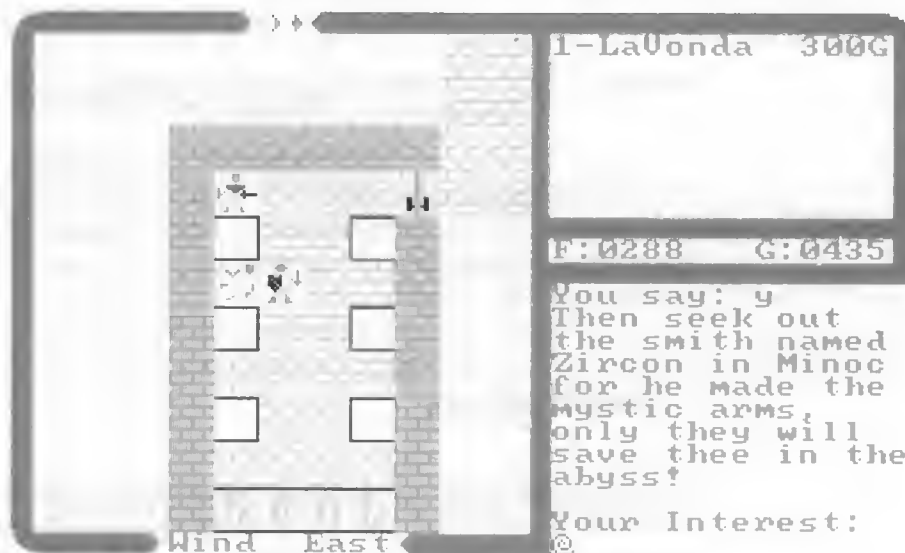 1-LaVonda 300G
F:0288 G:0435
You say: y
Then seek out
the smith named
Zircon in Minoc
for he made the
mystic arms,
only they will
save thee in the
abyss!
Your Interest:
@
Wind East